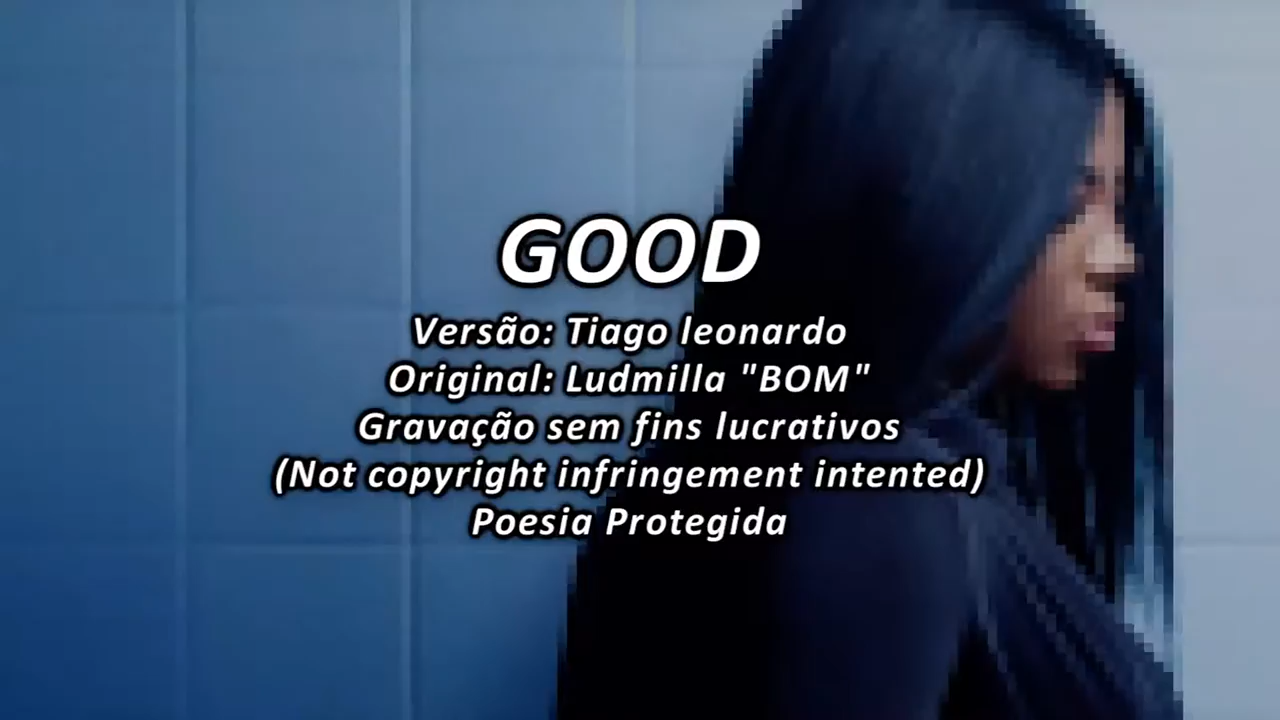 GOOD
Versão: Tiago leonardo
Original: Ludmilla "BOM"
Gravação sem fins lucrativos
(Not copyright infringement intented)
Poesia Protegida